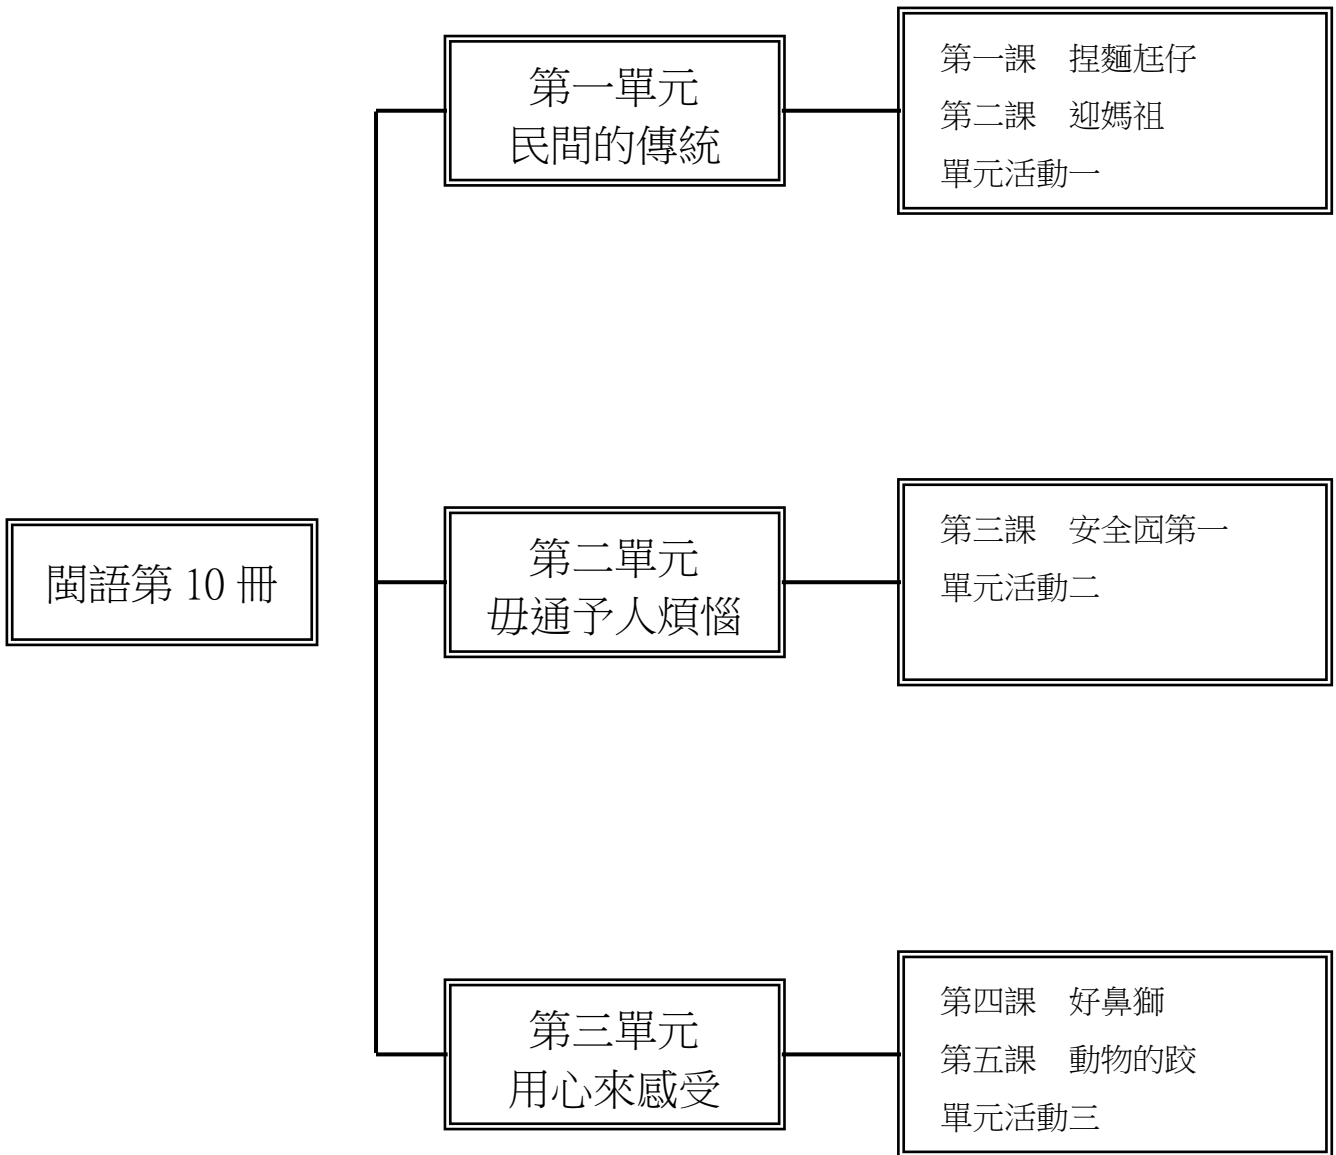 閩語第 10 冊
第一單元
民間的傳統
第一課　捏麵尪仔
第二課　迎媽祖
單元活動一
第二單元
毋通予人煩惱
第三課　安全囥第一
單元活動二
第三單元
用心來感受
第四課　好鼻獅
第五課　動物的跤
單元活動三